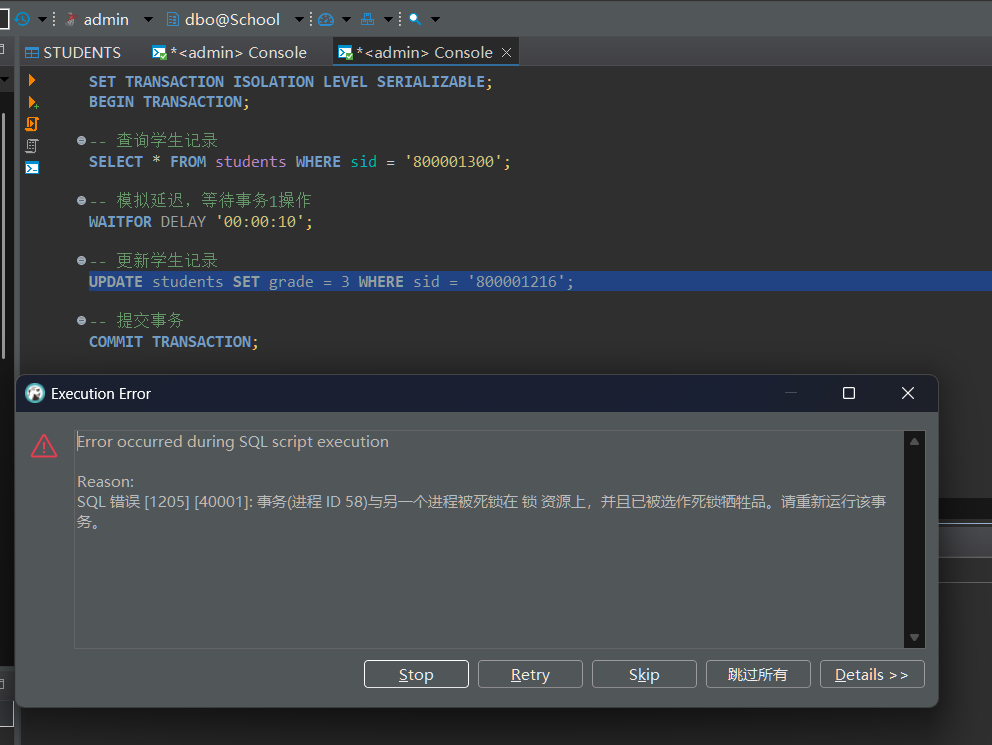 admin dbo@School
STUDENTS *<admin> Console *<admin> Console
SET TRANSACTION ISOLATION LEVEL SERIALIZABLE;
BEGIN TRANSACTION;
-- 查询学生记录
SELECT * FROM students WHERE sid = '800001300';
-- 模拟延迟，等待事务1操作
WAITFOR DELAY '00:00:10';
-- 更新学生记录
UPDATE students SET grade = 3 WHERE sid = '800001216';
-- 提交事务
COMMIT TRANSACTION;
Execution Error
Error occurred during SQL script execution
Reason:
SQL 错误 [1205] [40001]: 事务(进程 ID 58)与另一个进程被死锁在 锁 资源上，并且已被选作死锁牺牲品。请重新运行该事
务。
Stop Retry Skip 跳过所有 Details >>